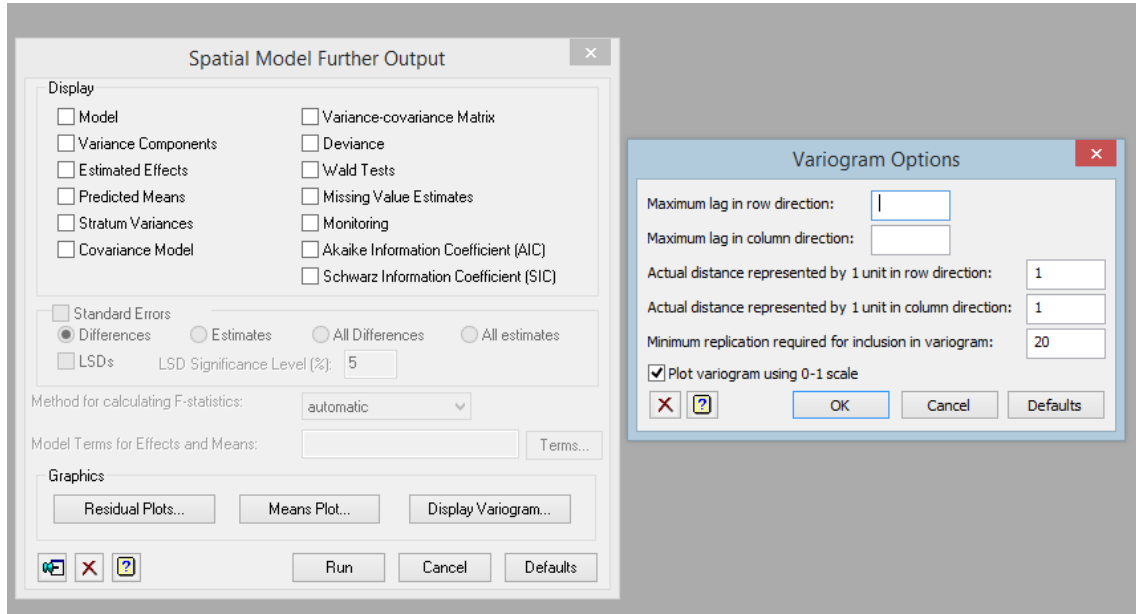 Spatial Model Further Output
Display
Model
Variance-covariance Matrix
Variance Components
Deviance
Estimated Effects
Wald Tests
Predicted Means
Missing Value Estimates
Stratum Variances
Monitoring
Covariance Model
Akaike Information Coefficient (AIC)
Schwarz Information Coefficient (SIC)
Standard Errors
Differences Estimates All Differences All estimates
LSDs LSD Significance Level (%): 5
Method for calculating F-statistics: automatic
Model Terms for Effects and Means: Terms...
Graphics
Residual Plots... Means Plot... Display Variogram...
Run Cancel Defaults
Variogram Options
Maximum lag in row direction:
Maximum lag in column direction:
Actual distance represented by 1 unit in row direction: 1
Actual distance represented by 1 unit in column direction: 1
Minimum replication required for inclusion in variogram: 20
Plot variogram using 0-1 scale
OK Cancel Defaults